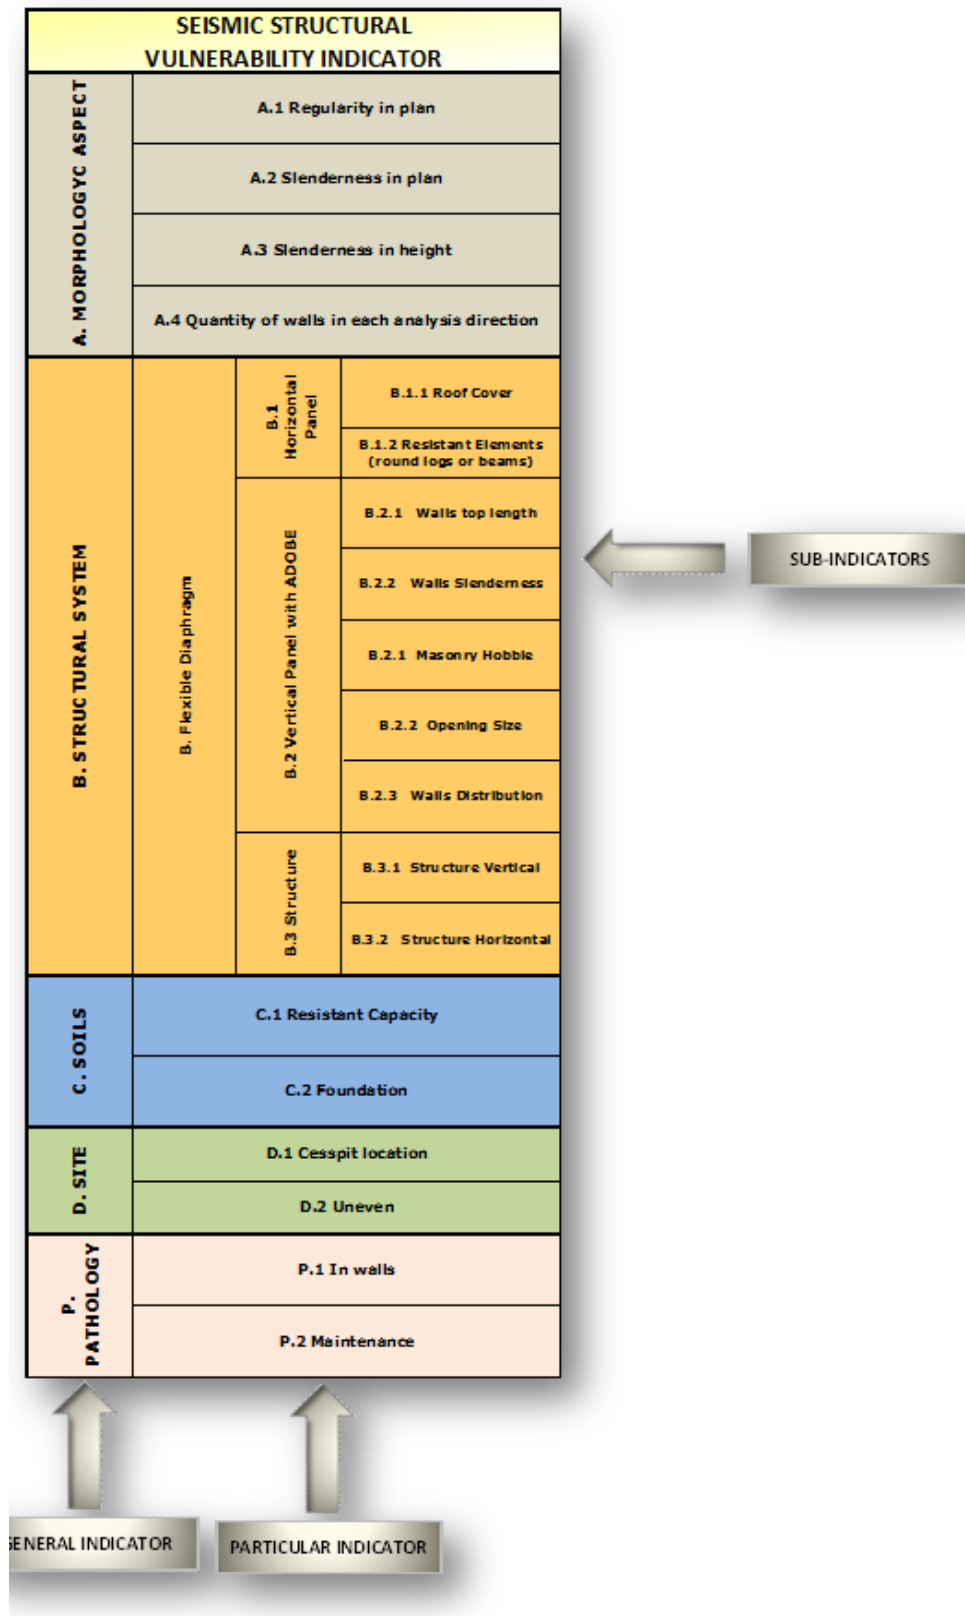 SEISMIC STRUCTURAL
VULNERABILITY INDICATOR
A. MORPHOLOGYC ASPECT
A.1 Regularity in plan
A.2 Slenderness in plan
A.3 Slenderness in height
A.4 Quantity of walls in each analysis direction
B. STRUCTURAL SYSTEM
B. Flexible Diaphragm
B.1
Horizontal
Panel
B.1.1 Roof Cover
B.1.2 Resistant Elements
(round logs or beams)
B.2 Vertical Panel with ADOBE
B.2.1 Walls top length
B.2.2 Walls Slenderness
B.2.1 Masonry Hobble
B.2.2 Opening Size
B.2.3 Walls Distribution
B.3 Structure
B.3.1 Structure Vertical
B.3.2 Structure Horizontal
SUB-INDICATORS
C. SOILS
C.1 Resistant Capacity
C.2 Foundation
D. SITE
D.1 Cesspit location
D.2 Uneven
P.
PATHOLOGY
P.1 In walls
P.2 Maintenance
ENERAL INDICATOR
PARTICULAR INDICATOR